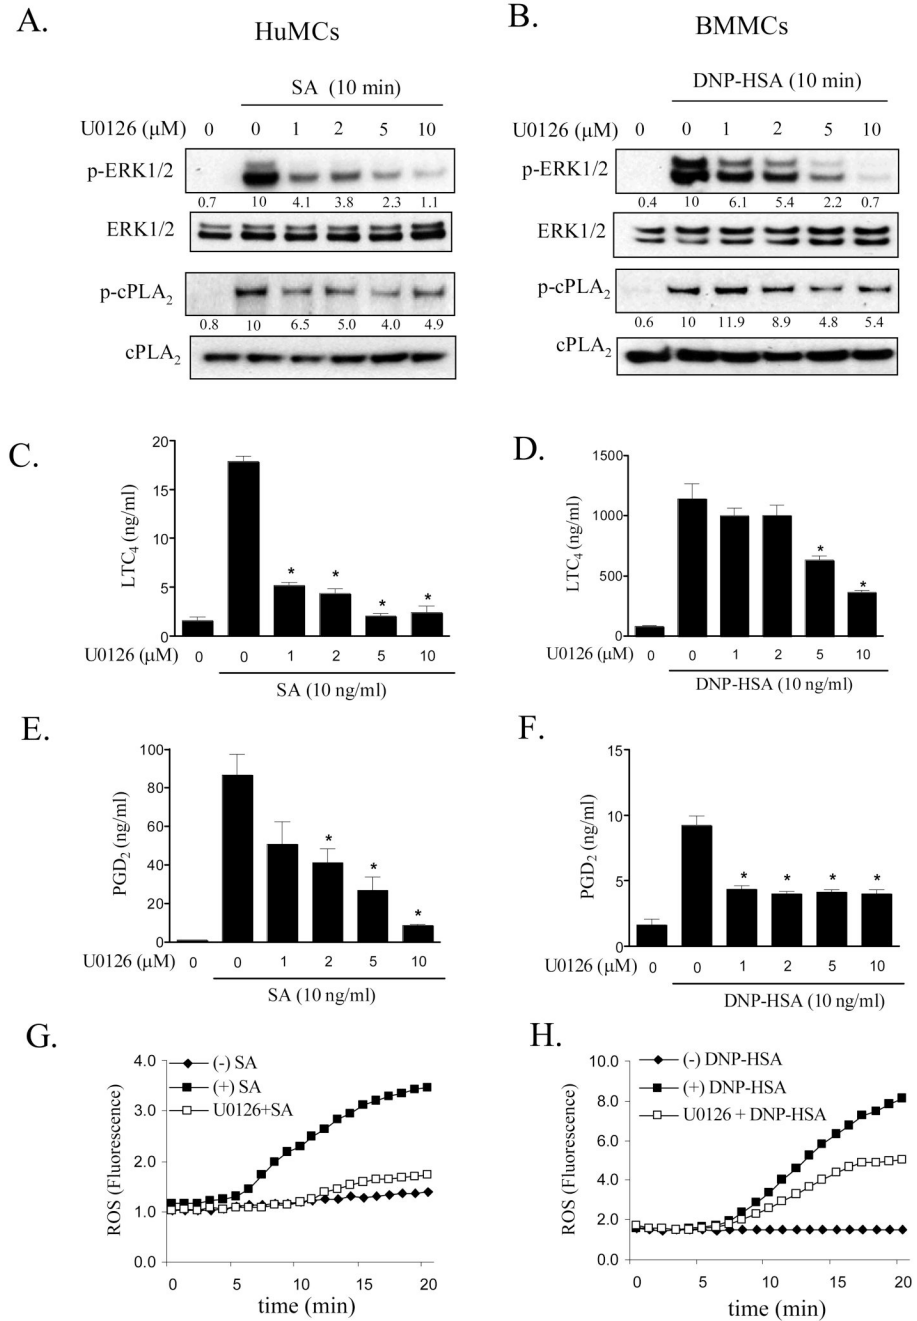 A.
HuMCs
SA (10 min)
U0126 (μM) 0 0 1 2 5 10
p-ERK1/2
0.7 10 4.1 3.8 2.3 1.1
ERK1/2
p-cPLA2
0.8 10 6.5 5.0 4.0 4.9
cPLA2
B.
BMMCs
DNP-HSA (10 min)
U0126 (μM) 0 0 1 2 5 10
p-ERK1/2
0.4 10 6.1 5.4 2.2 0.7
ERK1/2
p-cPLA2
0.6 10 11.9 8.9 4.8 5.4
cPLA2
C.
LTC4 (ng/ml)
20
15
10
5
0
* * * *
U0126 (μM) 0 0 1 2 5 10
SA (10 ng/ml)
D.
LTC4 (ng/ml)
1500
1000
500
0
* *
U0126 (μM) 0 0 1 2 5 10
DNP-HSA (10 ng/ml)
E.
PGD2 (ng/ml)
100
80
60
40
20
0
* * *
U0126 (μM) 0 0 1 2 5 10
SA (10 ng/ml)
F.
PGD2 (ng/ml)
15
10
5
0
* * * *
U0126 (μM) 0 0 1 2 5 10
DNP-HSA (10 ng/ml)
G.
ROS (Fluorescence)
4.0
3.0
2.0
1.0
0.0
(-) SA
(+) SA
U0126+SA
0 5 10 15 20
time (min)
H.
ROS (Fluorescence)
10.0
8.0
6.0
4.0
2.0
0.0
(-) DNP-HSA
(+) DNP-HSA
U0126 + DNP-HSA
0 5 10 15 20
time (min)